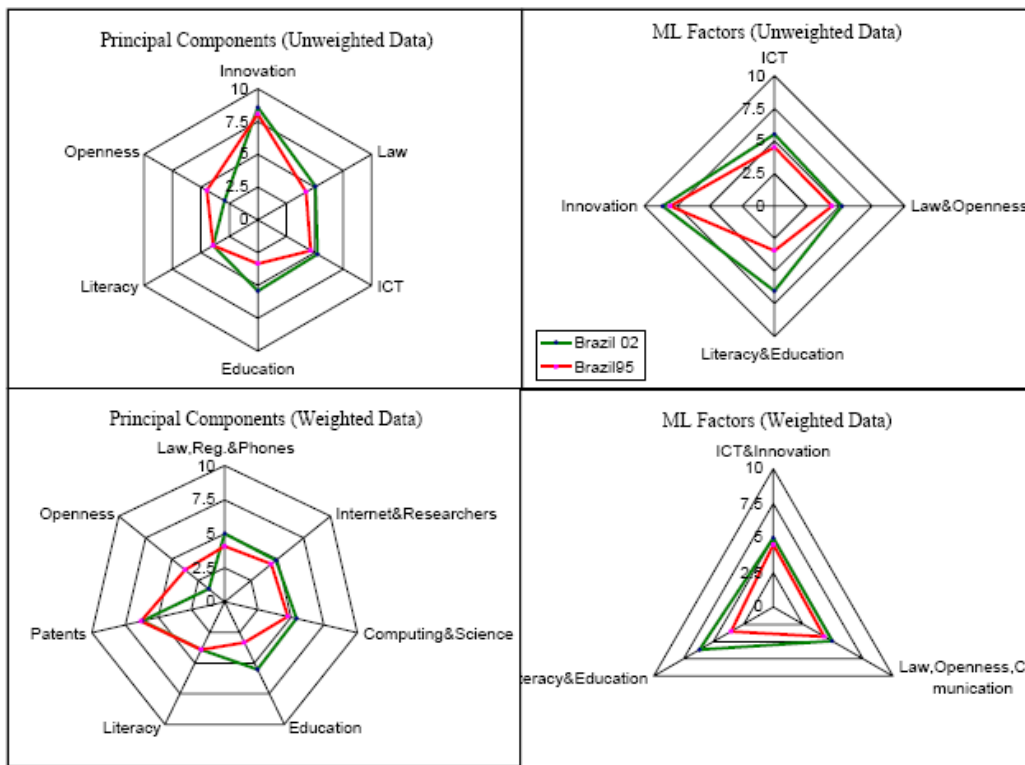 Principal Components (Unweighted Data)
Innovation
10
7.5
5
2.5
0
Openness
Law
Literacy
ICT
Education
ML Factors (Unweighted Data)
ICT
10
7.5
5
2.5
0
Innovation
Law&Openness
Literacy&Education
Brazil 02
Brazil95
Principal Components (Weighted Data)
Law,Reg.&Phones
10
7.5
5
2.5
0
Openness
Internet&Researchers
Patents
Computing&Science
Literacy
Education
ML Factors (Weighted Data)
ICT&Innovation
10
7.5
5
2.5
0
teracy&Education
Law,Openness,C
munication